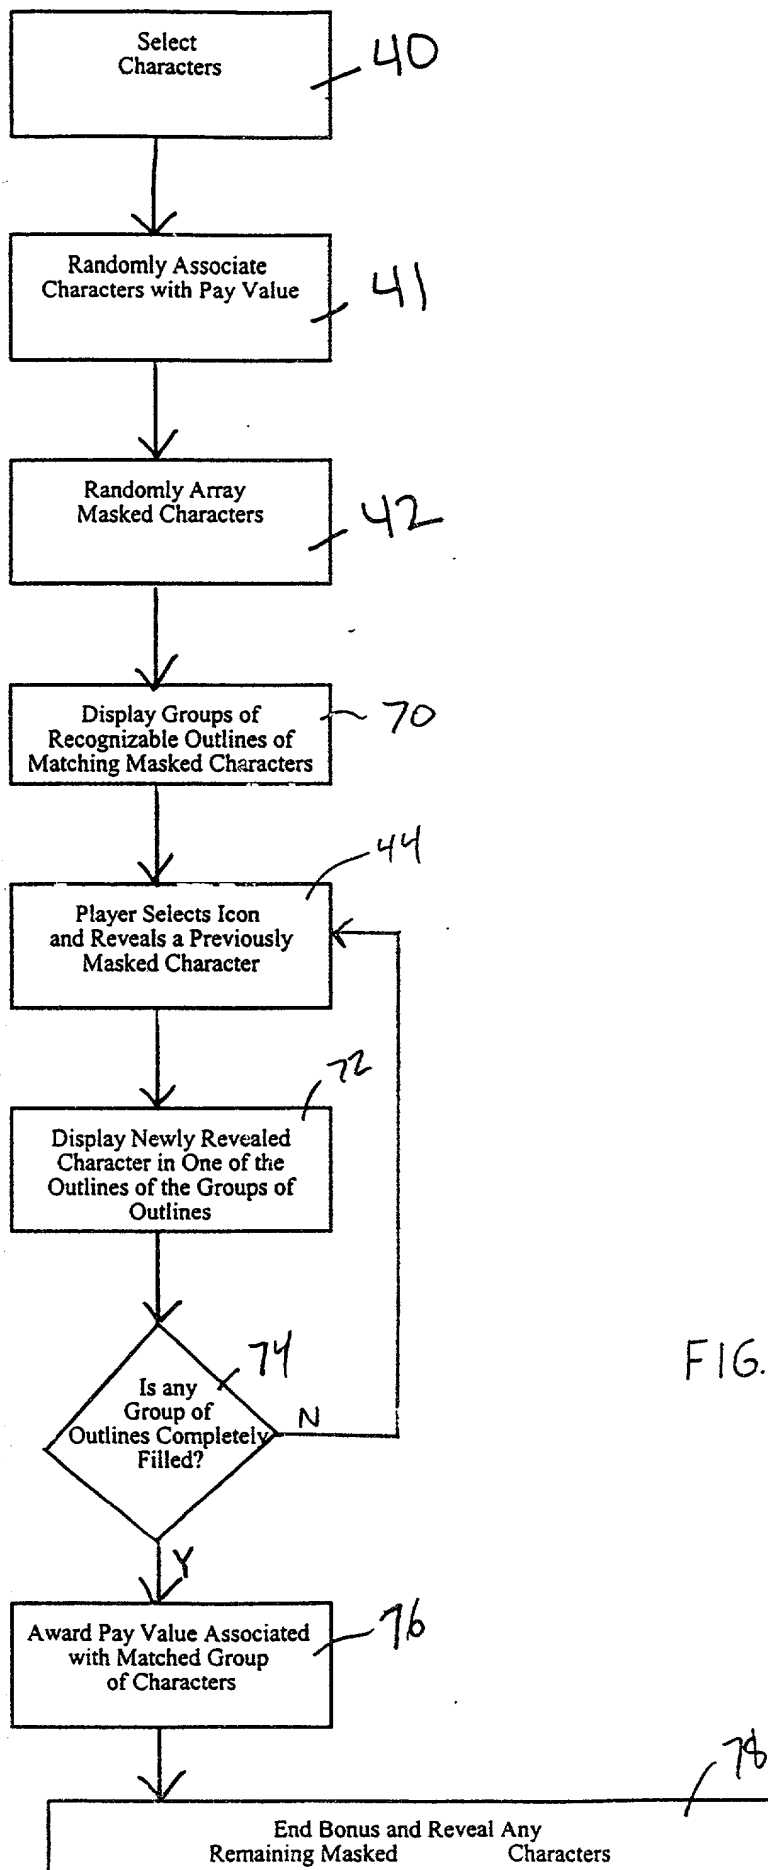 Select
Characters
40
Randomly Associate
Characters with Pay Value
41
Randomly Array
Masked Characters
42
Display Groups of
Recognizable Outlines of
Matching Masked Characters
70
44
Player Selects Icon
and Reveals a Previously
Masked Character
72
Display Newly Revealed
Character in One of the
Outlines of the Groups of
Outlines
74
Is any
Group of
Outlines Completely
Filled?
N
FIG.
Y
Award Pay Value Associated
with Matched Group
of Characters
76
78
End Bonus and Reveal Any
Remaining Masked Characters